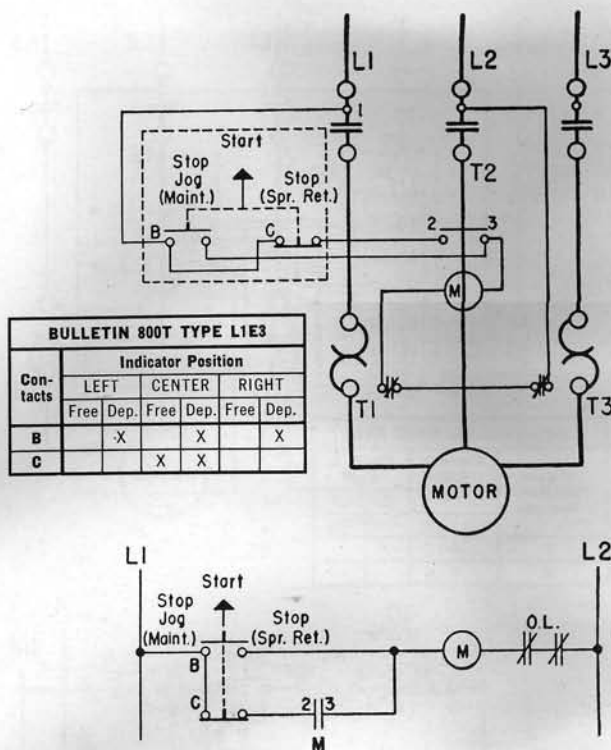 L1 L2 L3
1
Start
Stop
Jog
(Maint.)
Stop
(Spr. Ret.)
T2
B C 2 3
M
BULLETIN 800T TYPE L1E3
Con-
tacts
Indicator Position
LEFT CENTER RIGHT
Free Dep. Free Dep. Free Dep.
B X X X
C X X
T1 T3
MOTOR
L1 L2
Start
Stop
Jog
(Maint.)
Stop
(Spr. Ret.)
O.L.
B
M
C
2 3
M